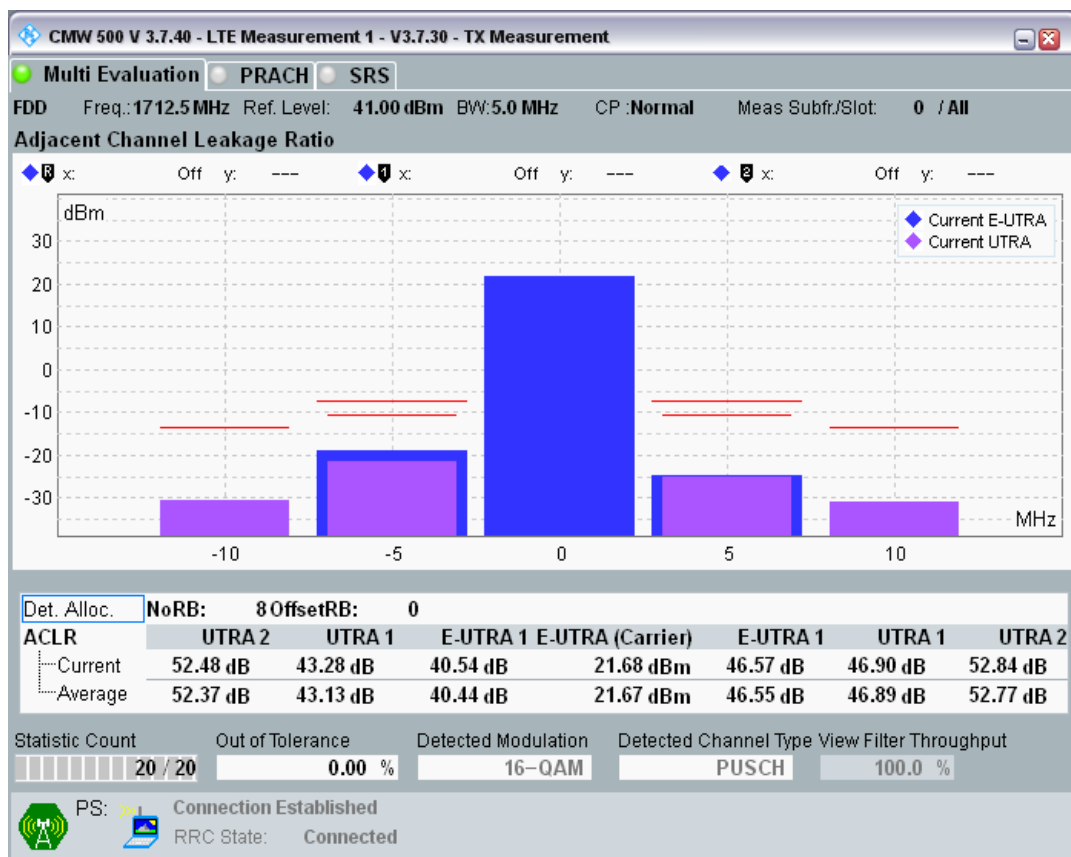 CMW 500 V 3.7.40 - LTE Measurement 1 - V3.7.30 - TX Measurement
Multi Evaluation PRACH SRS
FDD Freq.:1712.5 MHz Ref. Level: 41.00 dBm BW:5.0 MHz CP :Normal Meas Subfr./Slot: 0 / All
Adjacent Channel Leakage Ratio
R x: Off y: --- 1 x: Off y: --- 2 x: Off y: ---
dBm
Current E-UTRA
Current UTRA
30
20
10
0
-10
-20
-30
MHz
-10 -5 0 5 10
Det. Alloc. NoRB: 8 OffsetRB: 0
ACLR UTRA 2 UTRA 1 E-UTRA 1 E-UTRA (Carrier) E-UTRA 1 UTRA 1 UTRA 2
Current 52.48 dB 43.28 dB 40.54 dB 21.68 dBm 46.57 dB 46.90 dB 52.84 dB
Average 52.37 dB 43.13 dB 40.44 dB 21.67 dBm 46.55 dB 46.89 dB 52.77 dB
Statistic Count Out of Tolerance Detected Modulation Detected Channel Type View Filter Throughput
20 / 20 0.00 % 16-QAM PUSCH 100.0 %
PS: Connection Established
RRC State: Connected